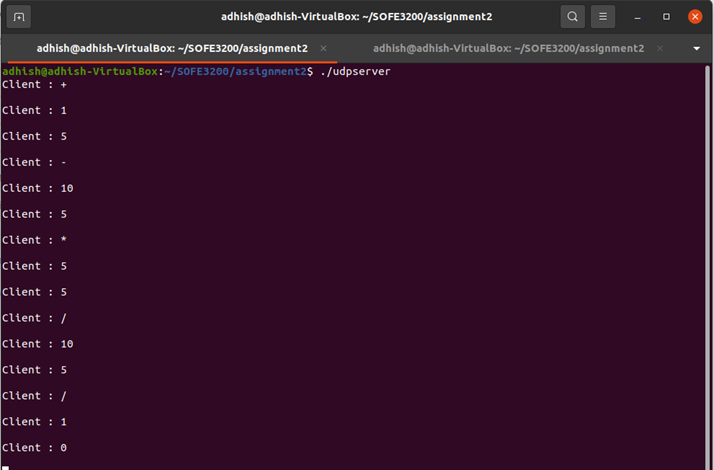 adhish@adhish-VirtualBox: ~/SOFE3200/assignment2
adhish@adhish-VirtualBox: ~/SOFE3200/assignment2 × adhish@adhish-VirtualBox: ~/SOFE3200/assignment2 ×
adhish@adhish-VirtualBox:~/SOFE3200/assignment2$ ./udpserver
Client : +
Client : 1
Client : 5
Client : -
Client : 10
Client : 5
Client : *
Client : 5
Client : 5
Client : /
Client : 10
Client : 5
Client : /
Client : 1
Client : 0